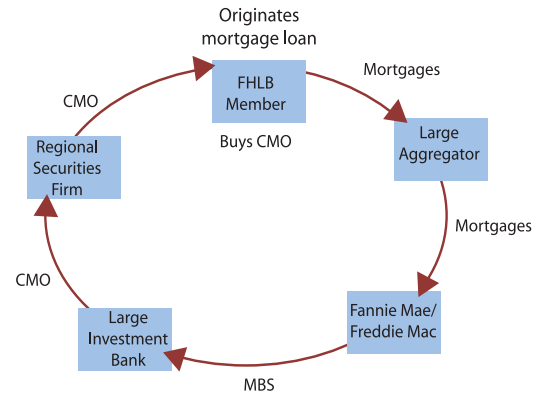 Originates
mortgage loan
FHLB
Member
Buys CMO
Mortgages
Large
Aggregator
Mortgages
Fannie Mae/
Freddie Mac
MBS
Large
Investment
Bank
CMO
Regional
Securities
Firm
CMO